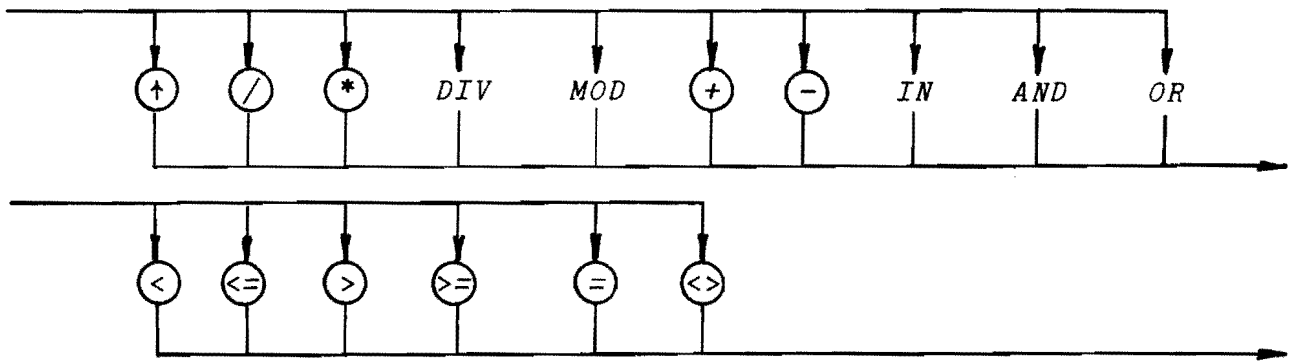 ↑ / * DIV MOD + - IN AND OR
< <= > >= = <>